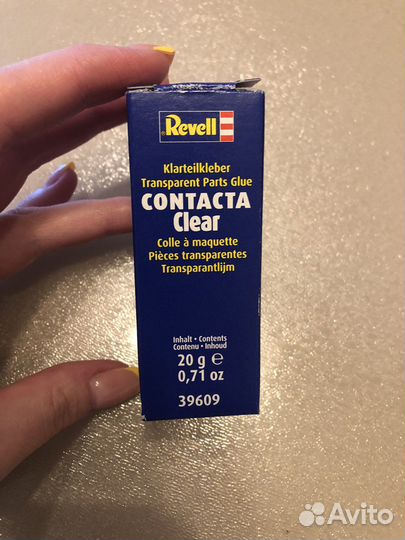 Revell
Klarteilkleber
Transparent Parts Glue
CONTACTA
Clear
Colle à maquette
Pièces transparentes
Transparantlijm
Inhalt • Contents
Contenu • Inhoud
20 g ℮
0,71 oz
39609
Avito